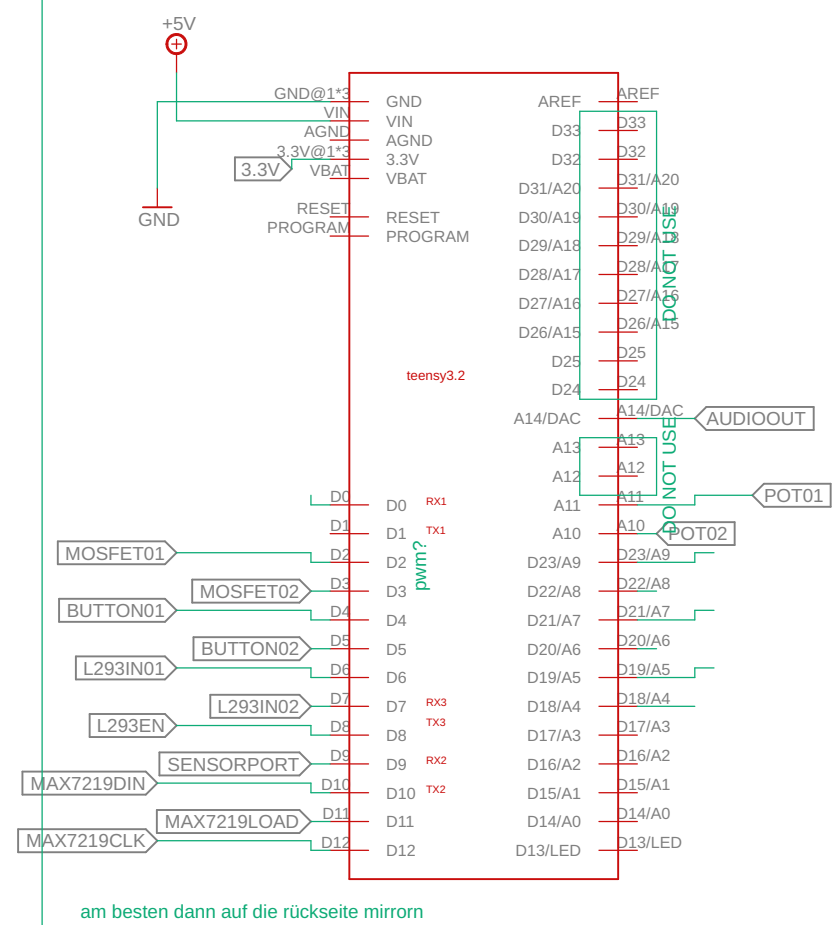 +5V
GND@1*3 GND AREF AREF
VIN VIN D33 D33
AGND AGND
3.3V 3.3V@1*3 3.3V D32 D32
VBAT VBAT D31/A20 D31/A20
GND RESET RESET D30/A19 D30/A19
PROGRAM PROGRAM D29/A18 D29/A18
D28/A17 D28/A17
D27/A16 D27/A16
D26/A15 D26/A15
DO NOT USE
D25 D25
teensy3.2
D24 D24
A14/DAC A14/DAC AUDIOOUT
A13 A13
A12 A12
DO NOT USE
D0 D0 RX1 A11 A11 POT01
D1 D1 TX1 A10 A10 POT02
MOSFET01 D2 D2 D23/A9 D23/A9
pwm?
MOSFET02 D3 D3 D22/A8 D22/A8
BUTTON01 D4 D4 D21/A7 D21/A7
BUTTON02 D5 D5 D20/A6 D20/A6
L293IN01 D6 D6 D19/A5 D19/A5
L293IN02 D7 D7 RX3 D18/A4 D18/A4
L293EN D8 D8 TX3 D17/A3 D17/A3
SENSORPORT D9 D9 RX2 D16/A2 D16/A2
MAX7219DIN D10 D10 TX2 D15/A1 D15/A1
MAX7219LOAD D11 D11 D14/A0 D14/A0
MAX7219CLK D12 D12 D13/LED D13/LED
am besten dann auf die rückseite mirrorn